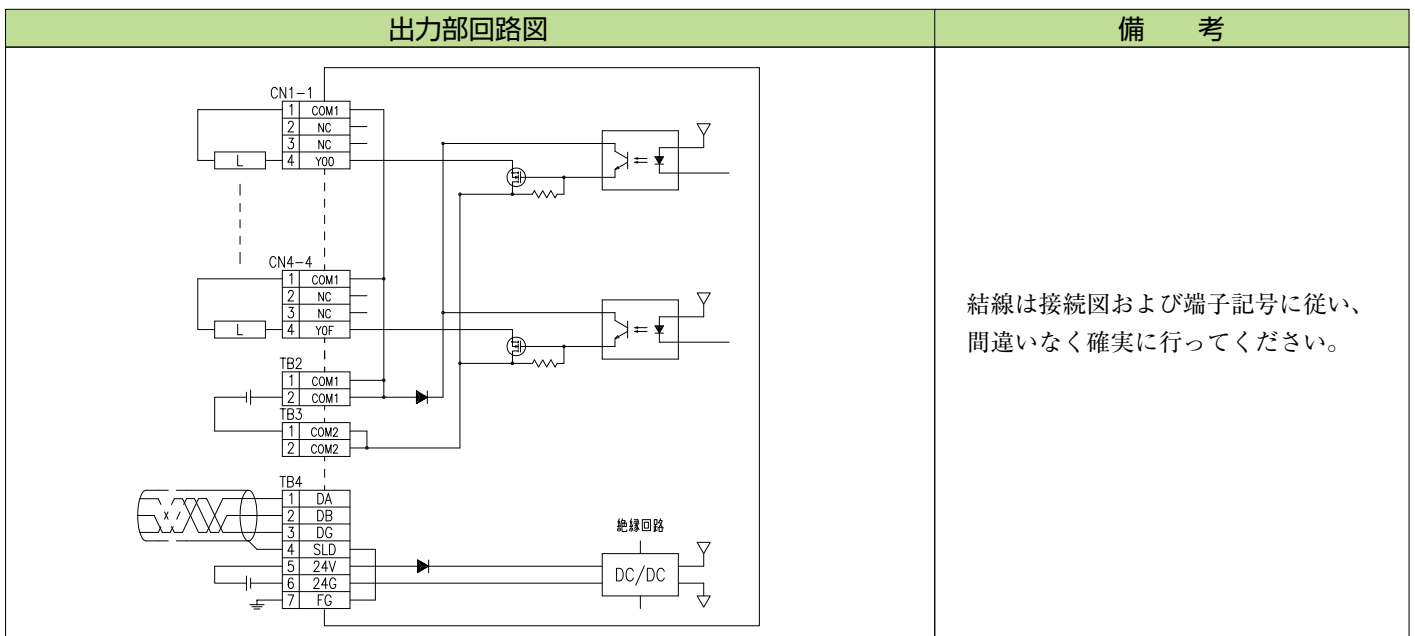 出力部回路図
備 考
CN1-1
1 COM1
2 NC
3 NC
4 Y00
L
CN4-4
1 COM1
2 NC
3 NC
4 Y0F
L
TB2
1 COM1
2 COM1
TB3
1 COM2
2 COM2
TB4
1 DA
2 DB
3 DG
4 SLD
5 24V
6 24G
7 FG
絶縁回路
DC/DC
結線は接続図および端子記号に従い、
間違いなく確実に行ってください。